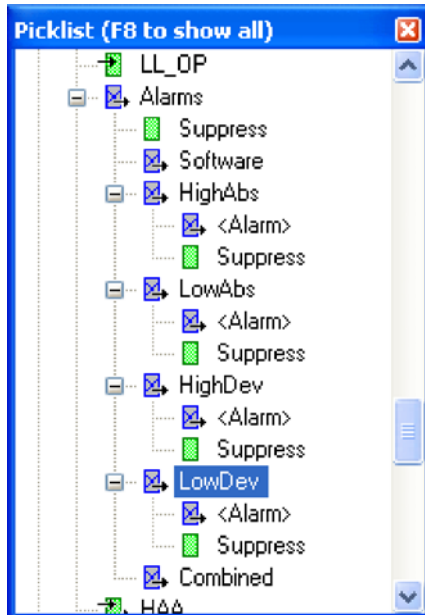 Picklist (F8 to show all)
LL_OP
Alarms
Suppress
Software
HighAbs
<Alarm>
Suppress
LowAbs
<Alarm>
Suppress
HighDev
<Alarm>
Suppress
LowDev
<Alarm>
Suppress
Combined
HAA